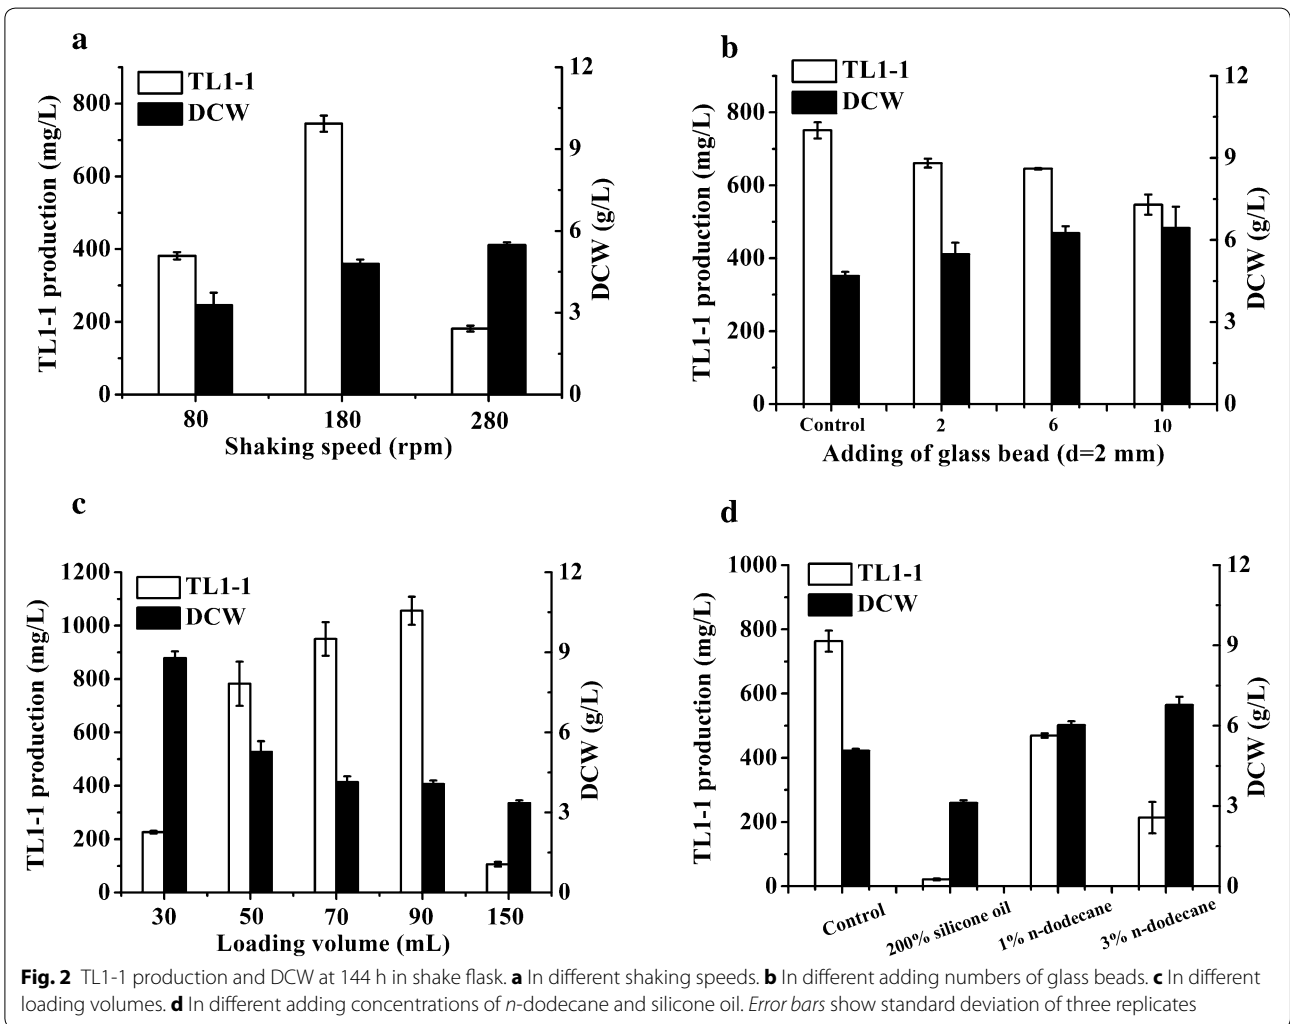 a
TL1-1
DCW
TL1-1 production (mg/L)
800
600
400
200
0
12
9
6
3
0
DCW (g/L)
80 180 280
Shaking speed (rpm)
b
TL1-1
DCW
TL1-1 production (mg/L)
800
600
400
200
0
12
9
6
3
0
DCW (g/L)
Control 2 6 10
Adding of glass bead (d=2 mm)
c
TL1-1
DCW
TL1-1 production (mg/L)
1200
1000
800
600
400
200
0
12
9
6
3
0
DCW (g/L)
30 50 70 90 150
Loading volume (mL)
d
TL1-1
DCW
TL1-1 production (mg/L)
1000
800
600
400
200
0
12
9
6
3
0
DCW (g/L)
Control 200% silicone oil 1% n-dodecane 3% n-dodecane
Fig. 2 TL1-1 production and DCW at 144 h in shake flask. a In different shaking speeds. b In different adding numbers of glass beads. c In different
loading volumes. d In different adding concentrations of n-dodecane and silicone oil. Error bars show standard deviation of three replicates